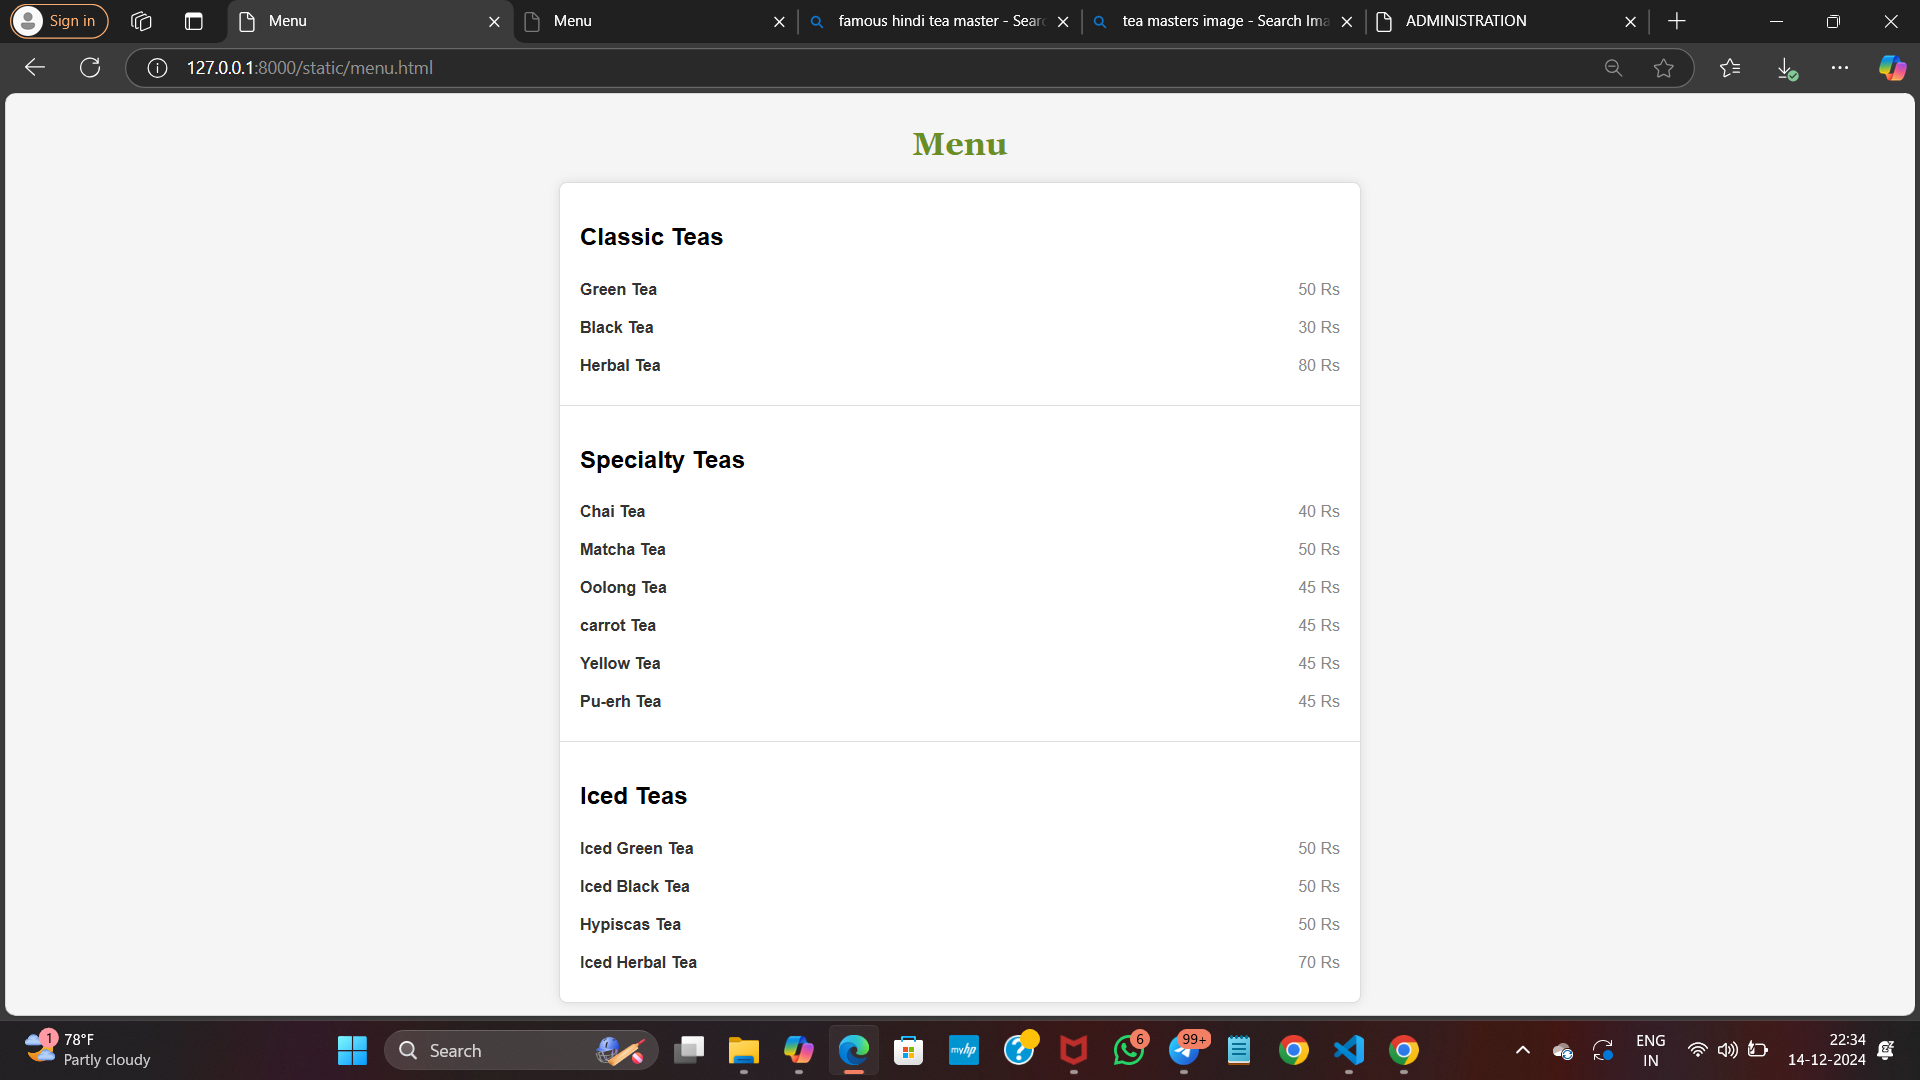 Sign in
Menu
Menu
famous hindi tea master - Sear
tea masters image - Search Ima
ADMINISTRATION
127.0.0.1:8000/static/menu.html
Menu
Classic Teas
Green Tea 50 Rs
Black Tea 30 Rs
Herbal Tea 80 Rs
Specialty Teas
Chai Tea 40 Rs
Matcha Tea 50 Rs
Oolong Tea 45 Rs
carrot Tea 45 Rs
Yellow Tea 45 Rs
Pu-erh Tea 45 Rs
Iced Teas
Iced Green Tea 50 Rs
Iced Black Tea 50 Rs
Hypiscas Tea 50 Rs
Iced Herbal Tea 70 Rs
1
78°F
Partly cloudy
Search
myhp
6
99+
ENG
IN
22:34
14-12-2024